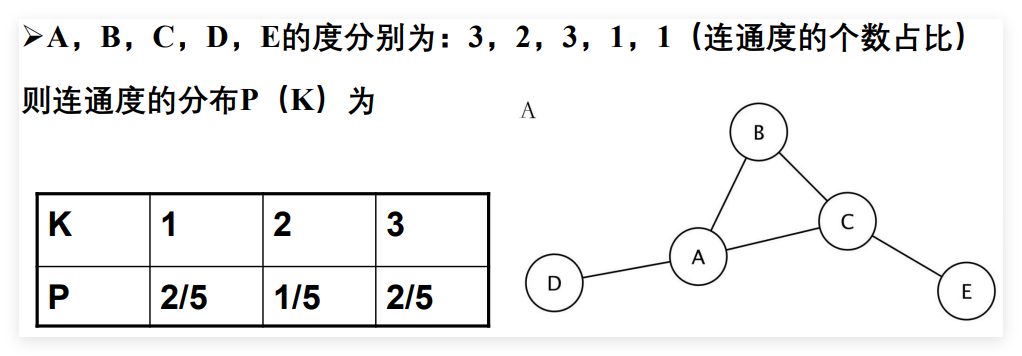 ➢A，B，C，D，E的度分别为：3，2，3，1，1（连通度的个数占比）
则连通度的分布P（K）为
A
B
C
A
D
E
K 1 2 3
P 2/5 1/5 2/5